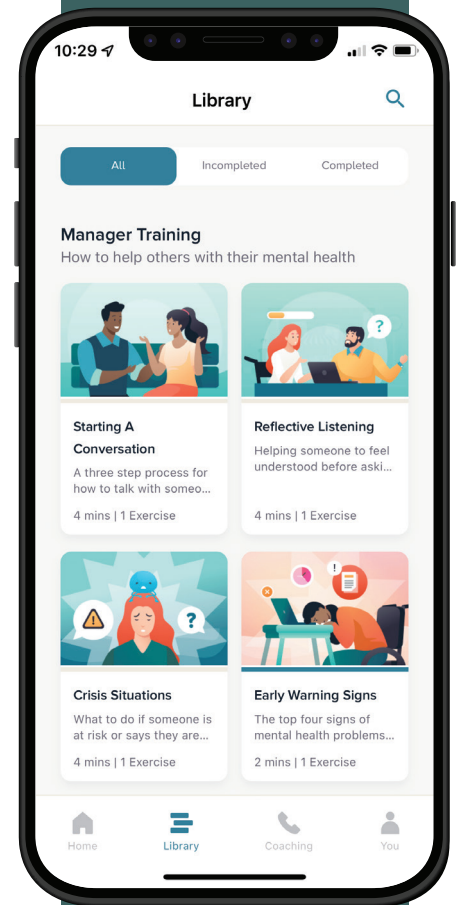 10:29
Library
All Incompleted Completed
Manager Training
How to help others with their mental health
?
Starting A
Conversation
A three step process for
how to talk with someo...
4 mins | 1 Exercise
Reflective Listening
Helping someone to feel
understood before aski...
4 mins | 1 Exercise
! ?
!
Crisis Situations
What to do if someone is
at risk or says they are...
4 mins | 1 Exercise
Early Warning Signs
The top four signs of
mental health problems...
2 mins | 1 Exercise
Home Library Coaching You